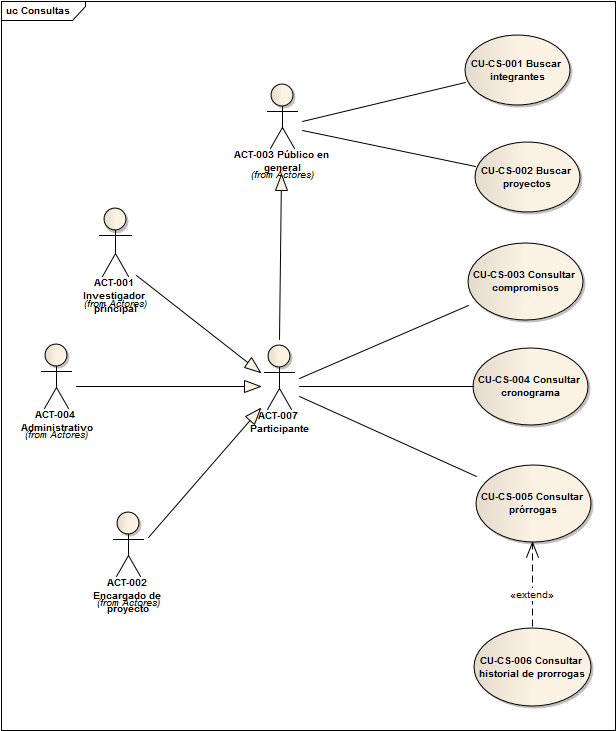 uc Consultas
CU-CS-001 Buscar
integrantes
ACT-003 Público en
general
(from Actores)
CU-CS-002 Buscar
proyectos
ACT-001
Investigador
principal
(from Actores)
CU-CS-003 Consultar
compromisos
ACT-004
Administrativo
(from Actores)
ACT-007
Participante
CU-CS-004 Consultar
cronograma
CU-CS-005 Consultar
prórrogas
ACT-002
Encargado de
proyecto
(from Actores)
«extend»
CU-CS-006 Consultar
historial de prorrogas